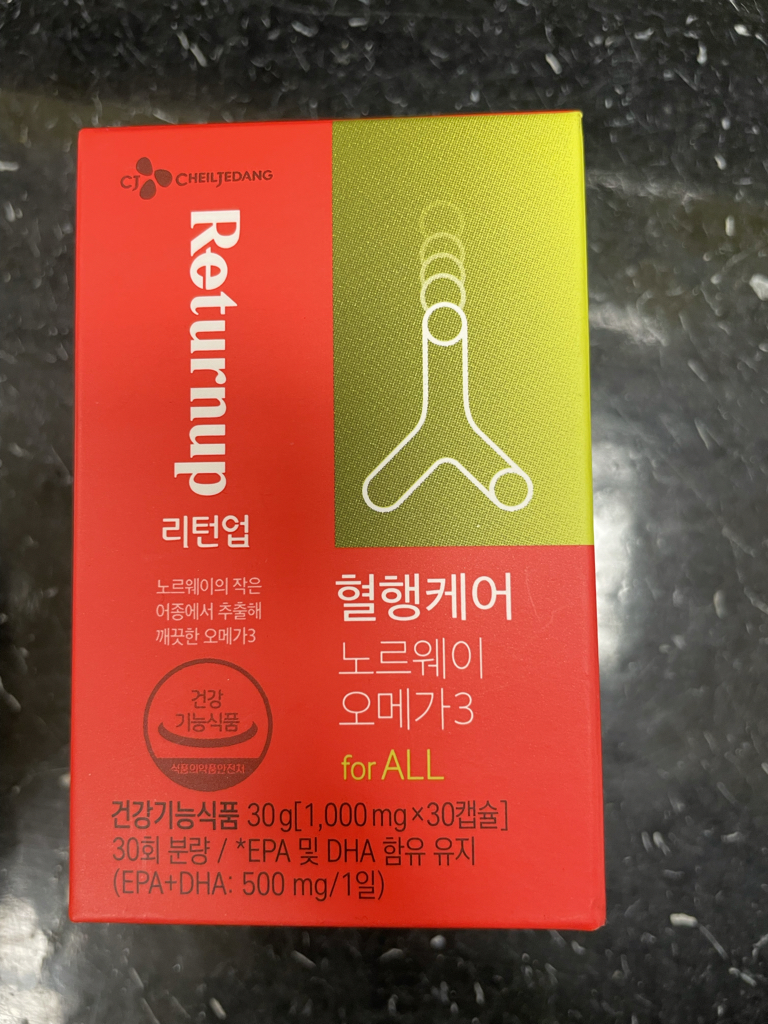 CJ CHEILJEDANG
Returnup
리턴업
노르웨이의 작은
어종에서 추출해
깨끗한 오메가3
건강
기능식품
식품의약품안전처
혈행케어
노르웨이
오메가3
for ALL
건강기능식품 30g[1,000mg×30캡슐]
30회 분량 / *EPA 및 DHA 함유 유지
(EPA+DHA: 500 mg/1일)